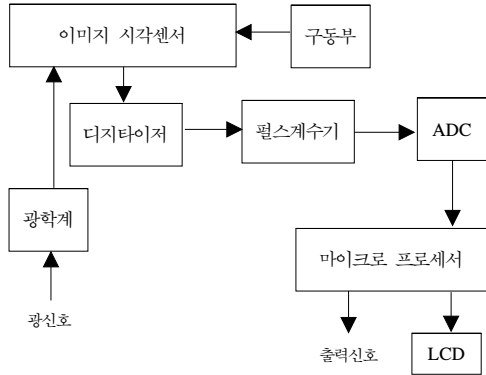 이미지 시각센서
구동부
디지타이저
펄스계수기
ADC
광학계
마이크로 프로세서
광신호
출력신호
LCD